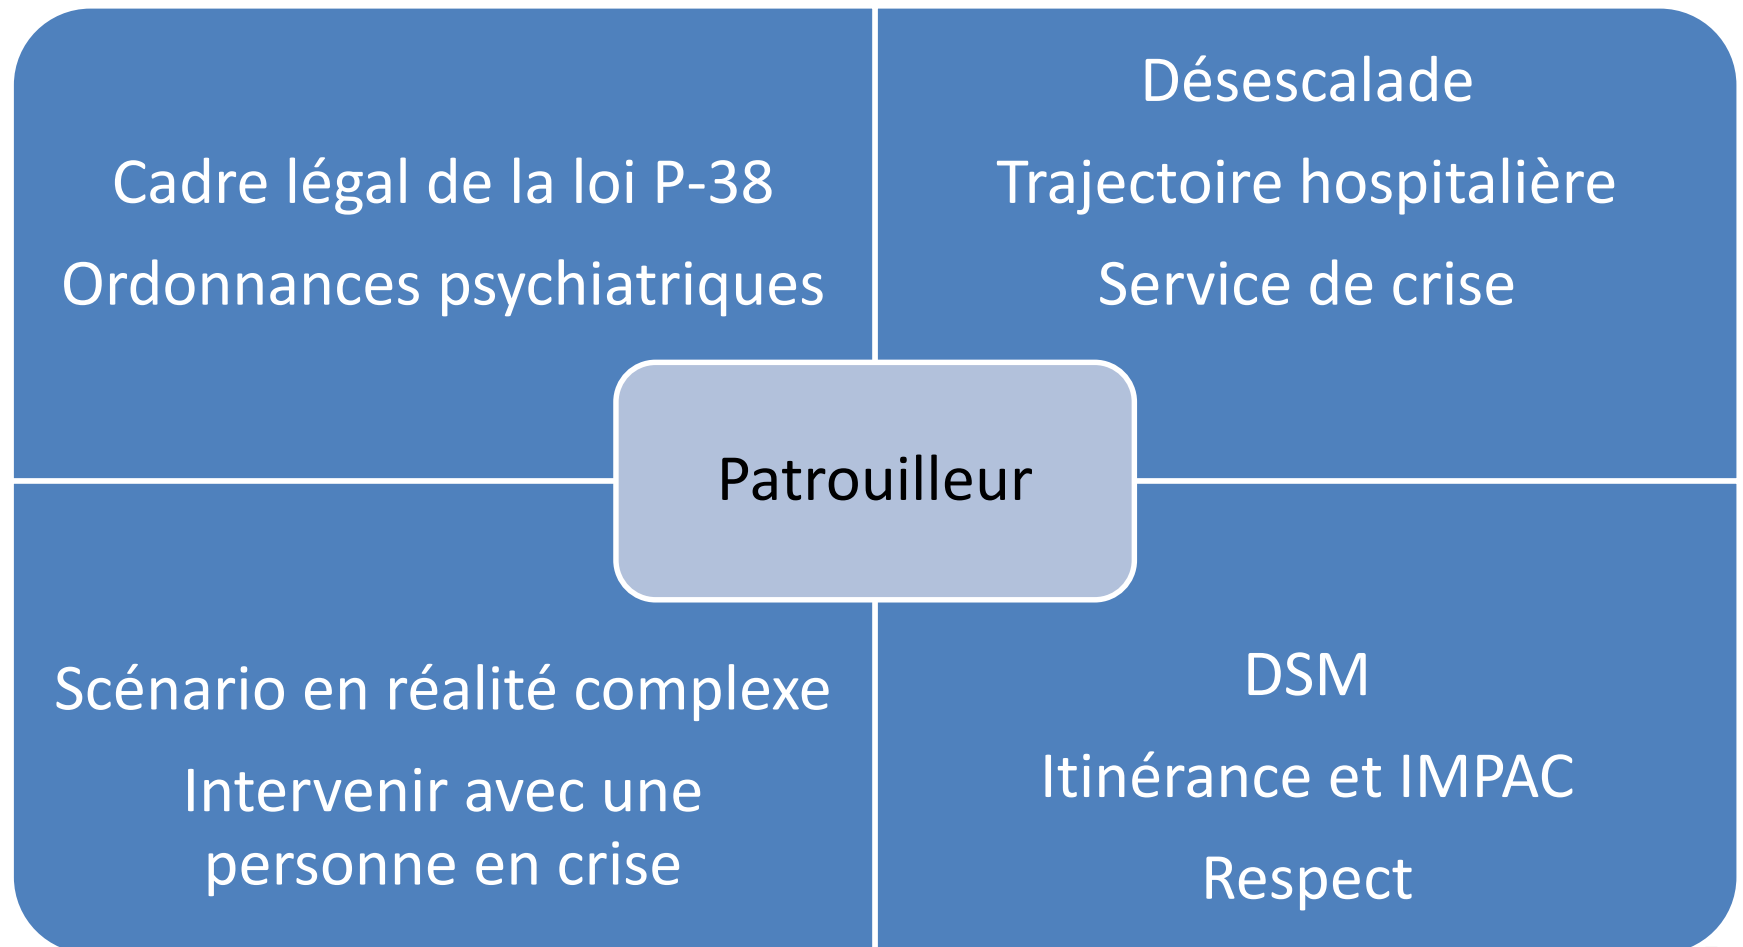 Cadre légal de la loi P-38
Ordonnances psychiatriques
Désescalade
Trajectoire hospitalière
Service de crise
Patrouilleur
Scénario en réalité complexe
Intervenir avec une
personne en crise
DSM
Itinérance et IMPAC
Respect